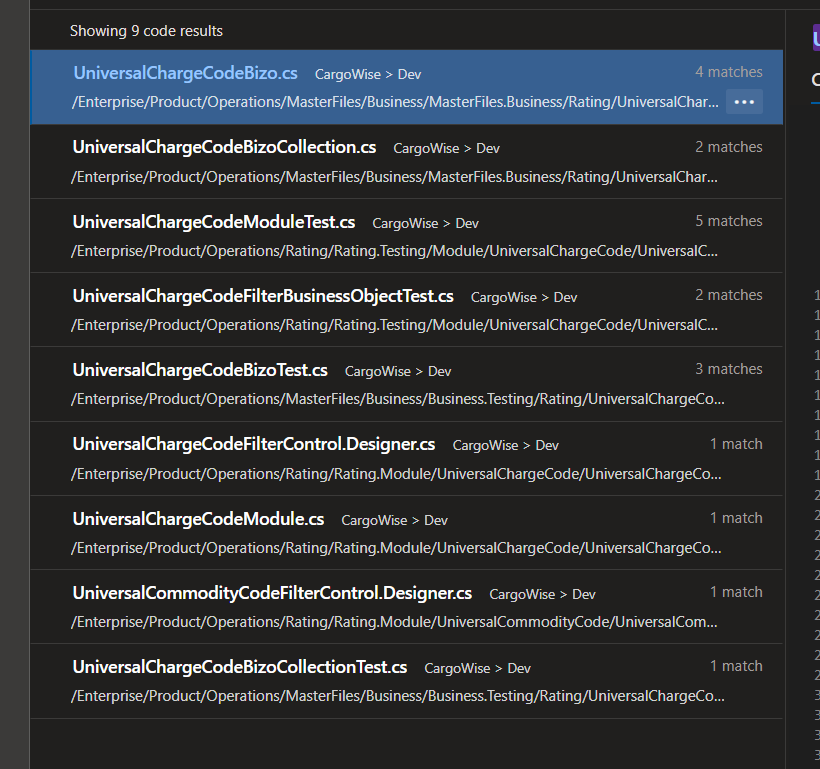 Showing 9 code results
UniversalChargeCodeBizo.cs CargoWise > Dev 4 matches
/Enterprise/Product/Operations/MasterFiles/Business/MasterFiles.Business/Rating/UniversalChar...
UniversalChargeCodeBizoCollection.cs CargoWise > Dev 2 matches
/Enterprise/Product/Operations/MasterFiles/Business/MasterFiles.Business/Rating/UniversalChar...
UniversalChargeCodeModuleTest.cs CargoWise > Dev 5 matches
/Enterprise/Product/Operations/Rating/Rating.Testing/Module/UniversalChargeCode/UniversalC...
UniversalChargeCodeFilterBusinessObjectTest.cs CargoWise > Dev 2 matches
/Enterprise/Product/Operations/Rating/Rating.Testing/Module/UniversalChargeCode/UniversalC...
UniversalChargeCodeBizoTest.cs CargoWise > Dev 3 matches
/Enterprise/Product/Operations/MasterFiles/Business/Business.Testing/Rating/UniversalChargeCo...
UniversalChargeCodeFilterControl.Designer.cs CargoWise > Dev 1 match
/Enterprise/Product/Operations/Rating/Rating.Module/UniversalChargeCode/UniversalChargeCo...
UniversalChargeCodeModule.cs CargoWise > Dev 1 match
/Enterprise/Product/Operations/Rating/Rating.Module/UniversalChargeCode/UniversalChargeCo...
UniversalCommodityCodeFilterControl.Designer.cs CargoWise > Dev 1 match
/Enterprise/Product/Operations/Rating/Rating.Module/UniversalCommodityCode/UniversalCom...
UniversalChargeCodeBizoCollectionTest.cs CargoWise > Dev 1 match
/Enterprise/Product/Operations/MasterFiles/Business/Business.Testing/Rating/UniversalChargeCo...